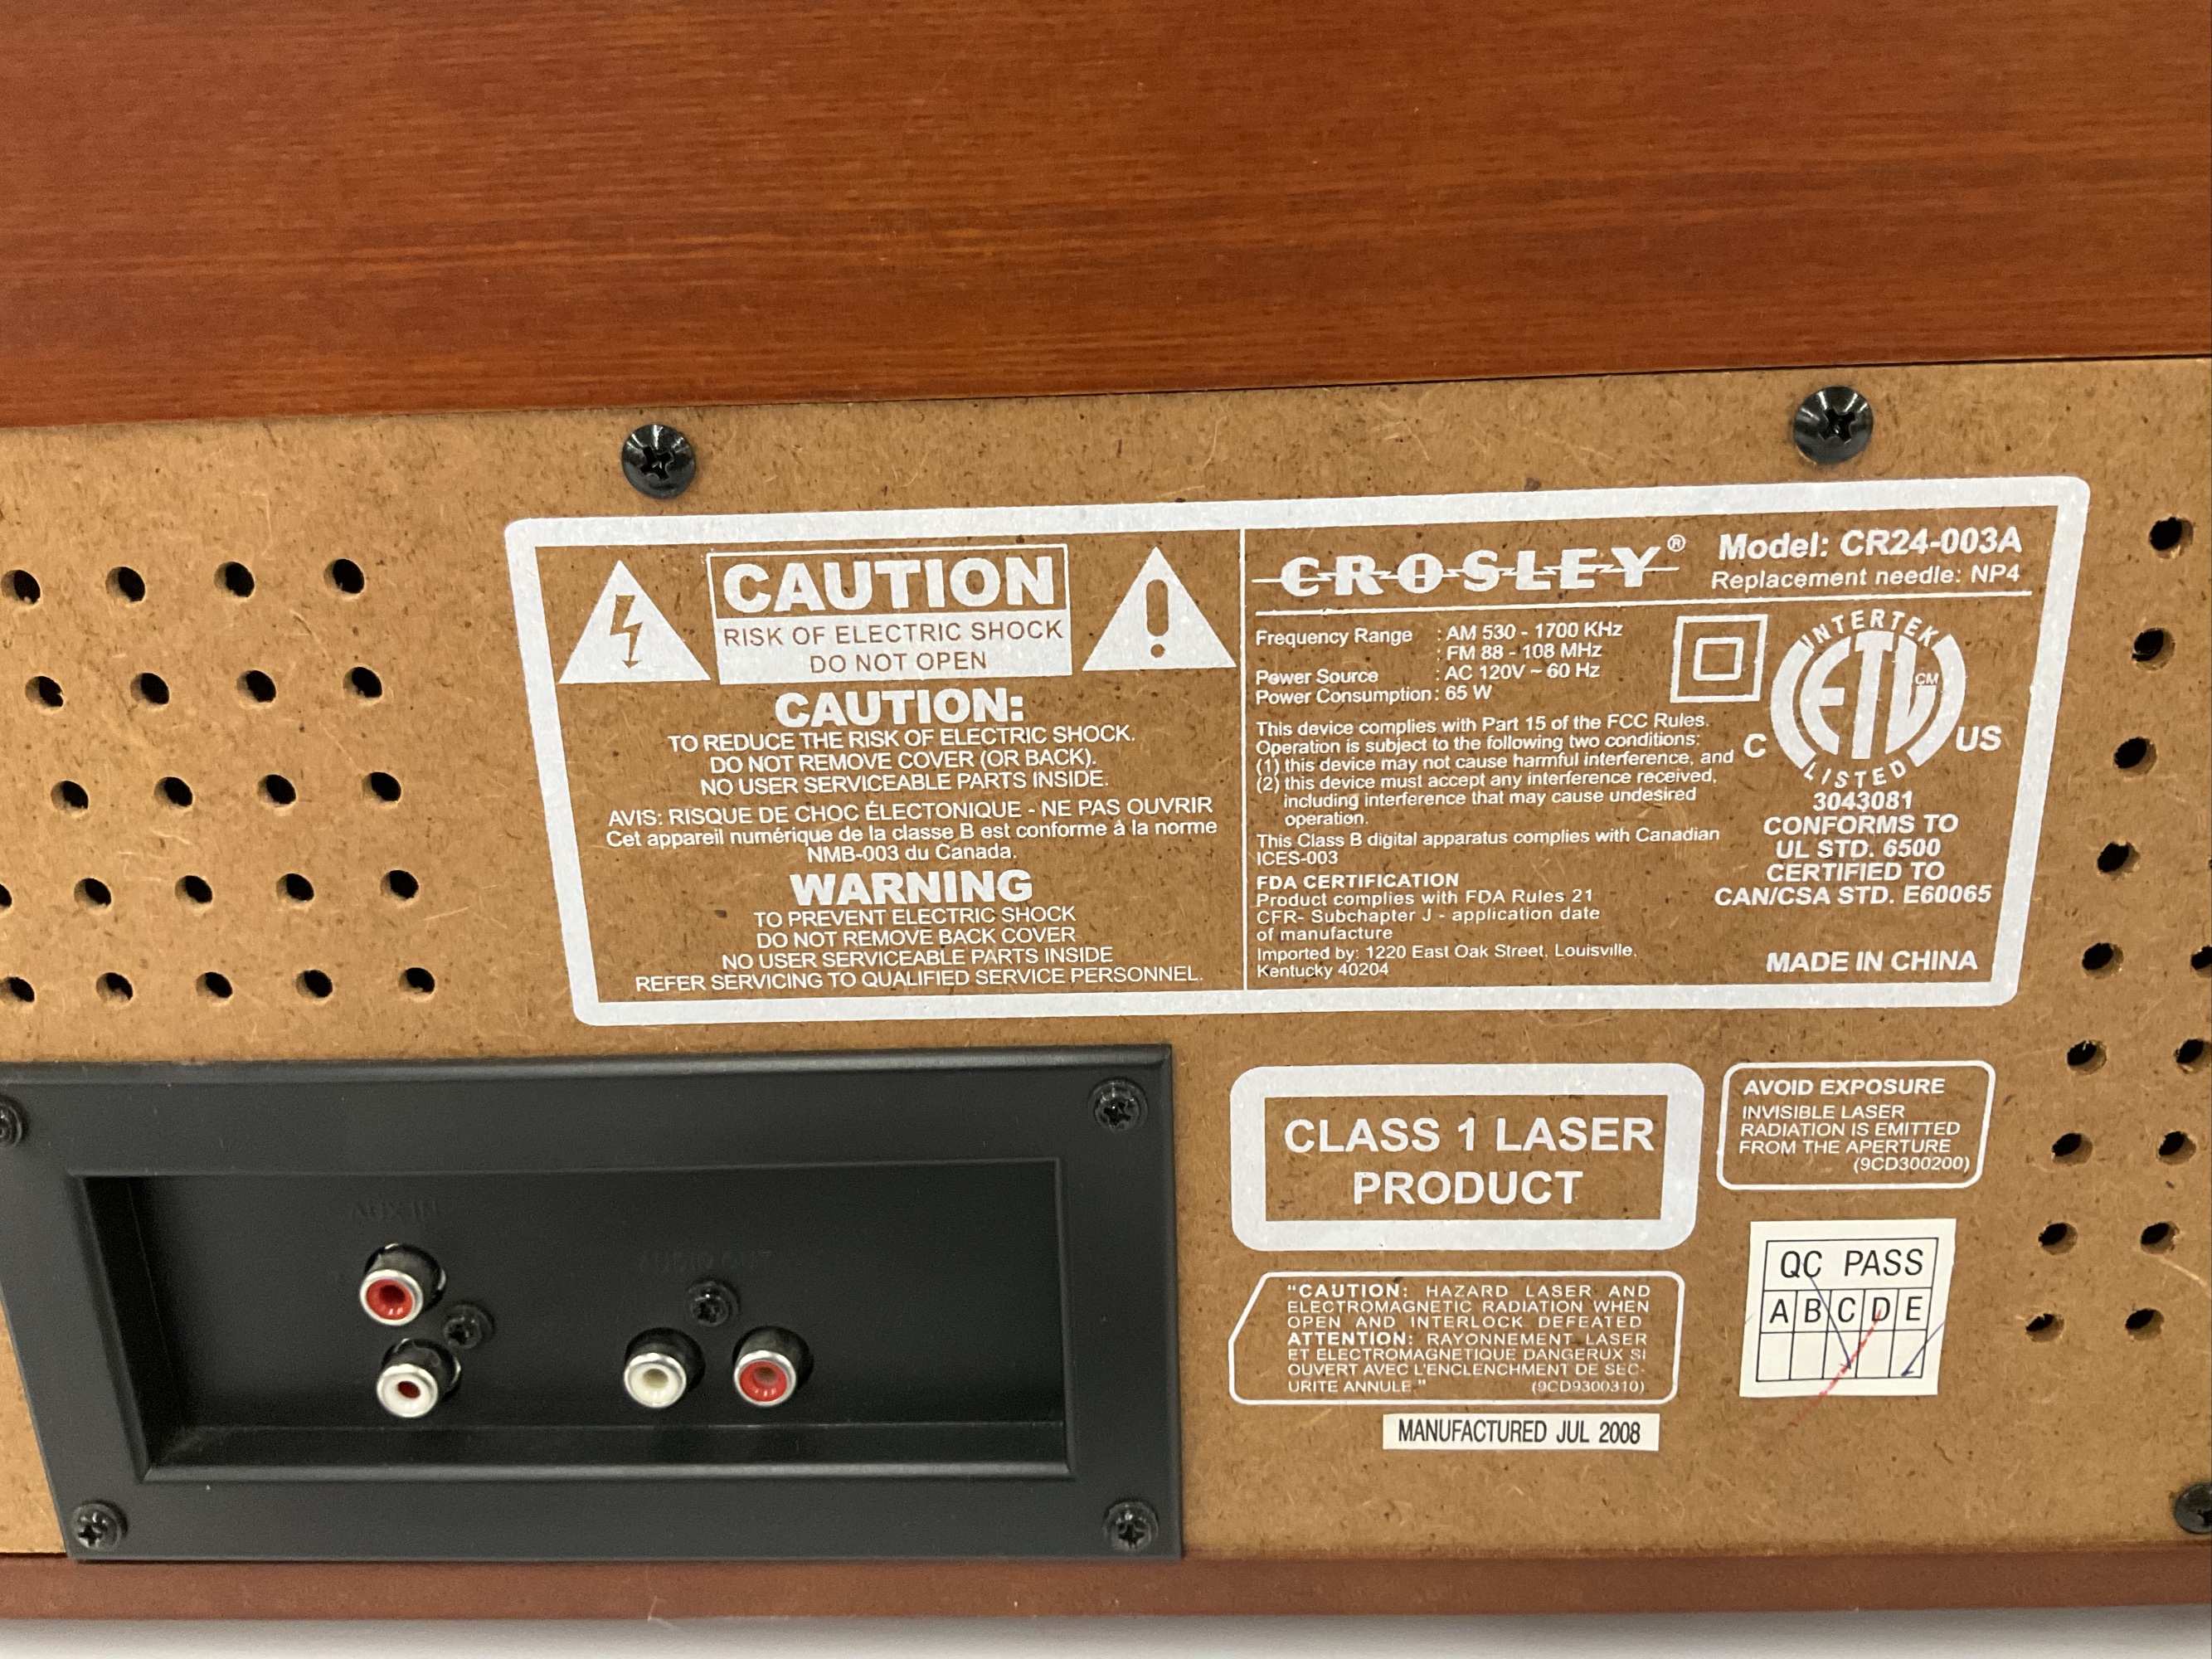 CAUTION
RISK OF ELECTRIC SHOCK
DO NOT OPEN
CAUTION:
TO REDUCE THE RISK OF ELECTRIC SHOCK.
DO NOT REMOVE COVER (OR BACK).
NO USER SERVICEABLE PARTS INSIDE.
AVIS: RISQUE DE CHOC ÉLECTONIQUE - NE PAS OUVRIR
Cet appareil numérique de la classe B est conforme à la norme
NMB-003 du Canada.
WARNING
TO PREVENT ELECTRIC SHOCK
DO NOT REMOVE BACK COVER
NO USER SERVICEABLE PARTS INSIDE
REFER SERVICING TO QUALIFIED SERVICE PERSONNEL.
CROSLEY®
Model: CR24-003A
Replacement needle: NP4
Frequency Range : AM 530 - 1700 KHz
: FM 88 - 108 MHz
Power Source : AC 120V ~ 60 Hz
Power Consumption : 65 W
This device complies with Part 15 of the FCC Rules.
Operation is subject to the following two conditions:
(1) this device may not cause harmful interference, and
(2) this device must accept any interference received,
including interference that may cause undesired
operation.
This Class B digital apparatus complies with Canadian
ICES-003
FDA CERTIFICATION
Product complies with FDA Rules 21
CFR- Subchapter J - application date
of manufacture
Imported by: 1220 East Oak Street, Louisville,
Kentucky 40204
INTERTEK
ETL CM
C US
LISTED
3043081
CONFORMS TO
UL STD. 6500
CERTIFIED TO
CAN/CSA STD. E60065
MADE IN CHINA
AUX IN
CLASS 1 LASER
PRODUCT
AVOID EXPOSURE
INVISIBLE LASER
RADIATION IS EMITTED
FROM THE APERTURE
(9CD300200)
"CAUTION: HAZARD LASER AND
ELECTROMAGNETIC RADIATION WHEN
OPEN AND INTERLOCK DEFEATED
ATTENTION: RAYONNEMENT LASER
ET ELECTROMAGNETIQUE DANGERUX SI
OUVERT AVEC L'ENCLENCHMENT DE SEC-
URITE ANNULE." (9CD9300310)
QC PASS
A B C D E
MANUFACTURED JUL 2008